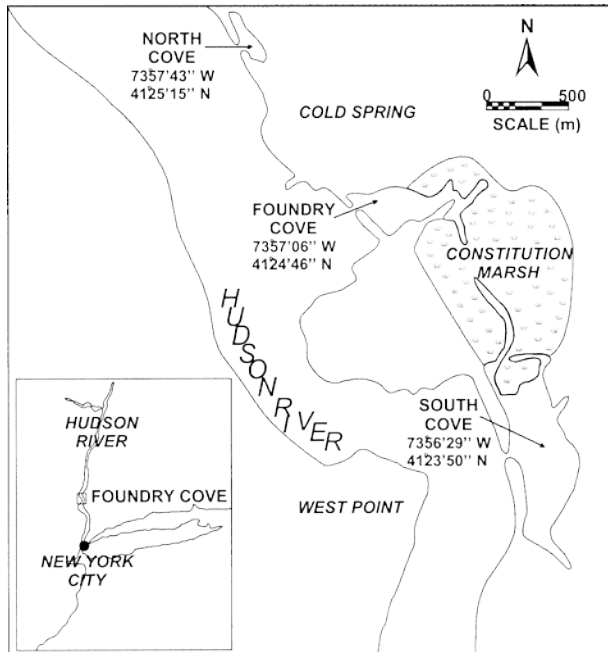 NORTH
COVE
73°57'43'' W
41°25'15'' N
N
0 500
SCALE (m)
COLD SPRING
FOUNDRY
COVE
73°57'06'' W
41°24'46'' N
CONSTITUTION
MARSH
HUDSON RIVER
SOUTH
COVE
73°56'29'' W
41°23'50'' N
WEST POINT
HUDSON
RIVER
FOUNDRY COVE
NEW YORK
CITY